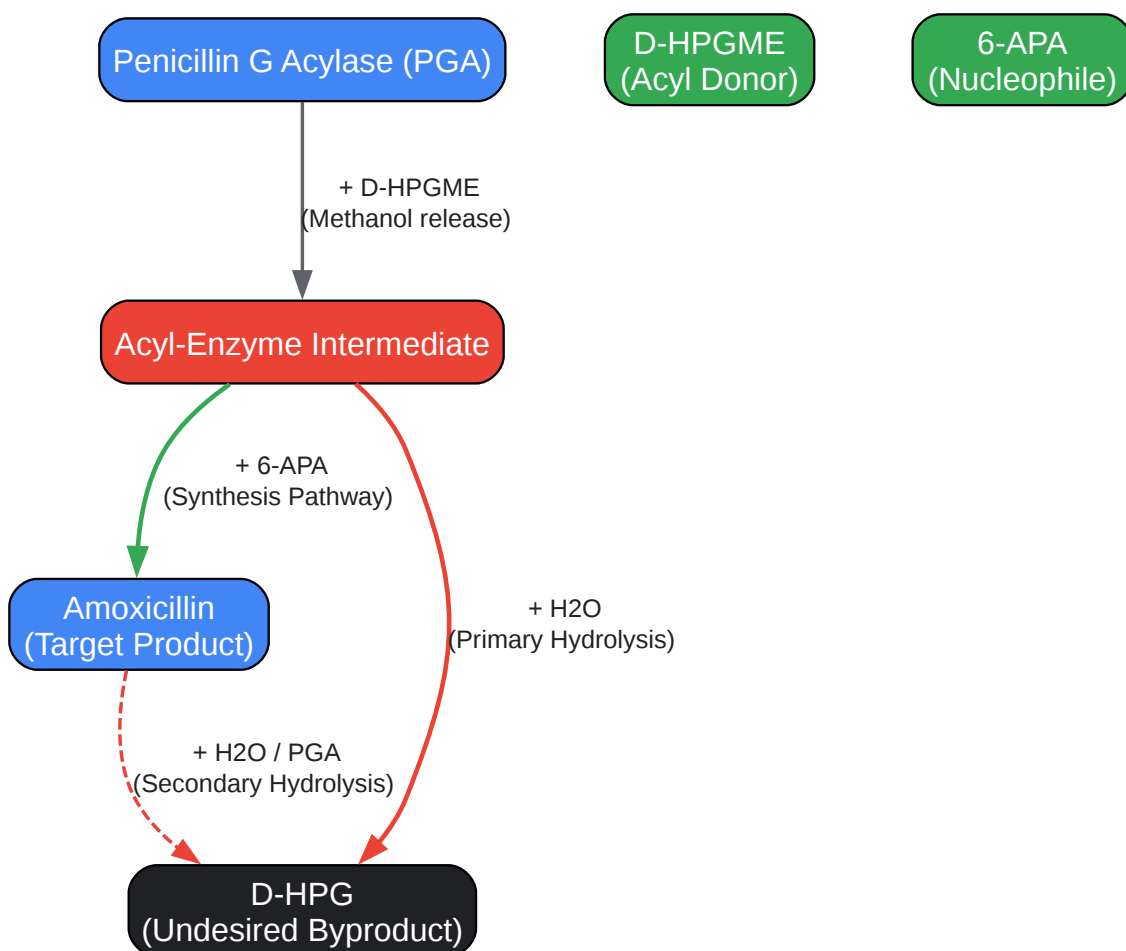 Penicillin G Acylase (PGA)
D-HPGME
(Acyl Donor)
6-APA
(Nucleophile)
+ D-HPGME
(Methanol release)
Acyl-Enzyme Intermediate
+ 6-APA
(Synthesis Pathway)
Amoxicillin
(Target Product)
+ H2O
(Primary Hydrolysis)
+ H2O / PGA
(Secondary Hydrolysis)
D-HPG
(Undesired Byproduct)